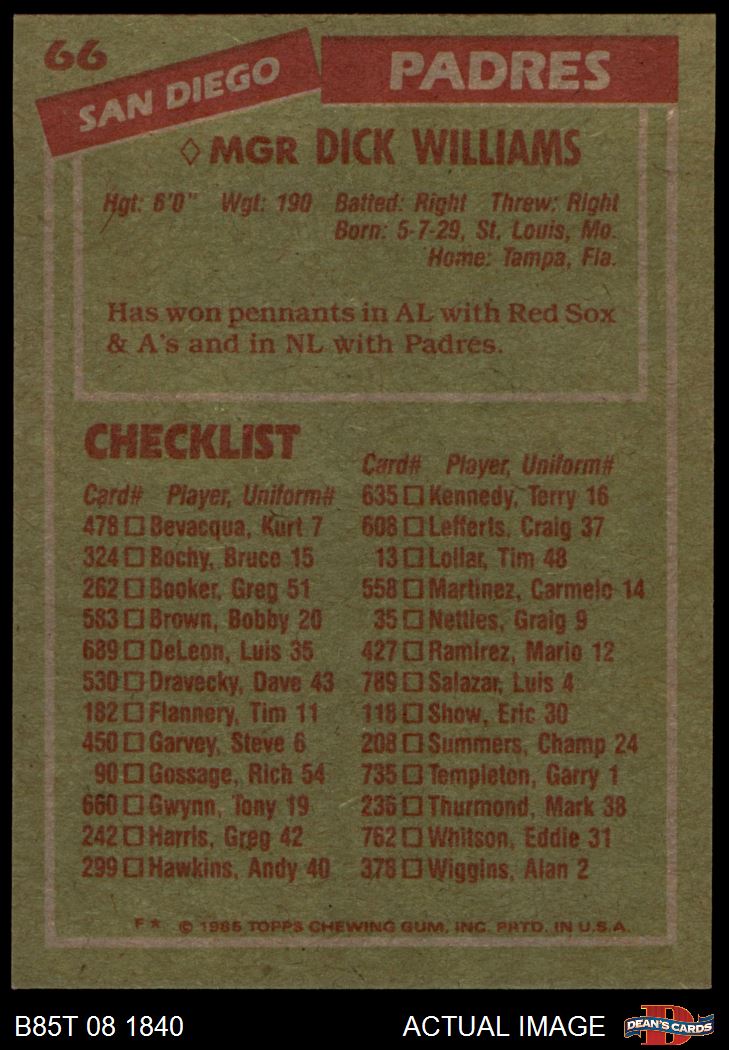 66
SAN DIEGO
PADRES
◇ MGR DICK WILLIAMS
Hgt: 6'0" Wgt: 190 Batted: Right Threw: Right
Born: 5-7-29, St. Louis, Mo.
Home: Tampa, Fla.
Has won pennants in AL with Red Sox
& A's and in NL with Padres.
CHECKLIST
Card# Player, Uniform#
478 □ Bevacqua, Kurt 7
324 □ Bochy, Bruce 15
262 □ Booker, Greg 51
583 □ Brown, Bobby 20
689 □ DeLeon, Luis 35
530 □ Dravecky, Dave 43
182 □ Flannery, Tim 11
450 □ Garvey, Steve 6
90 □ Gossage, Rich 54
660 □ Gwynn, Tony 19
242 □ Harris, Greg 42
299 □ Hawkins, Andy 40
Card# Player, Uniform#
635 □ Kennedy, Terry 16
608 □ Lefferts, Craig 37
13 □ Lollar, Tim 48
558 □ Martinez, Carmelo 14
35 □ Nettles, Graig 9
427 □ Ramirez, Mario 12
789 □ Salazar, Luis 4
118 □ Show, Eric 30
208 □ Summers, Champ 24
735 □ Templeton, Garry 1
236 □ Thurmond, Mark 38
762 □ Whitson, Eddie 31
378 □ Wiggins, Alan 2
F★ © 1985 TOPPS CHEWING GUM, INC. PRTD. IN U.S.A.
B85T 08 1840
ACTUAL IMAGE
DEAN'S CARDS